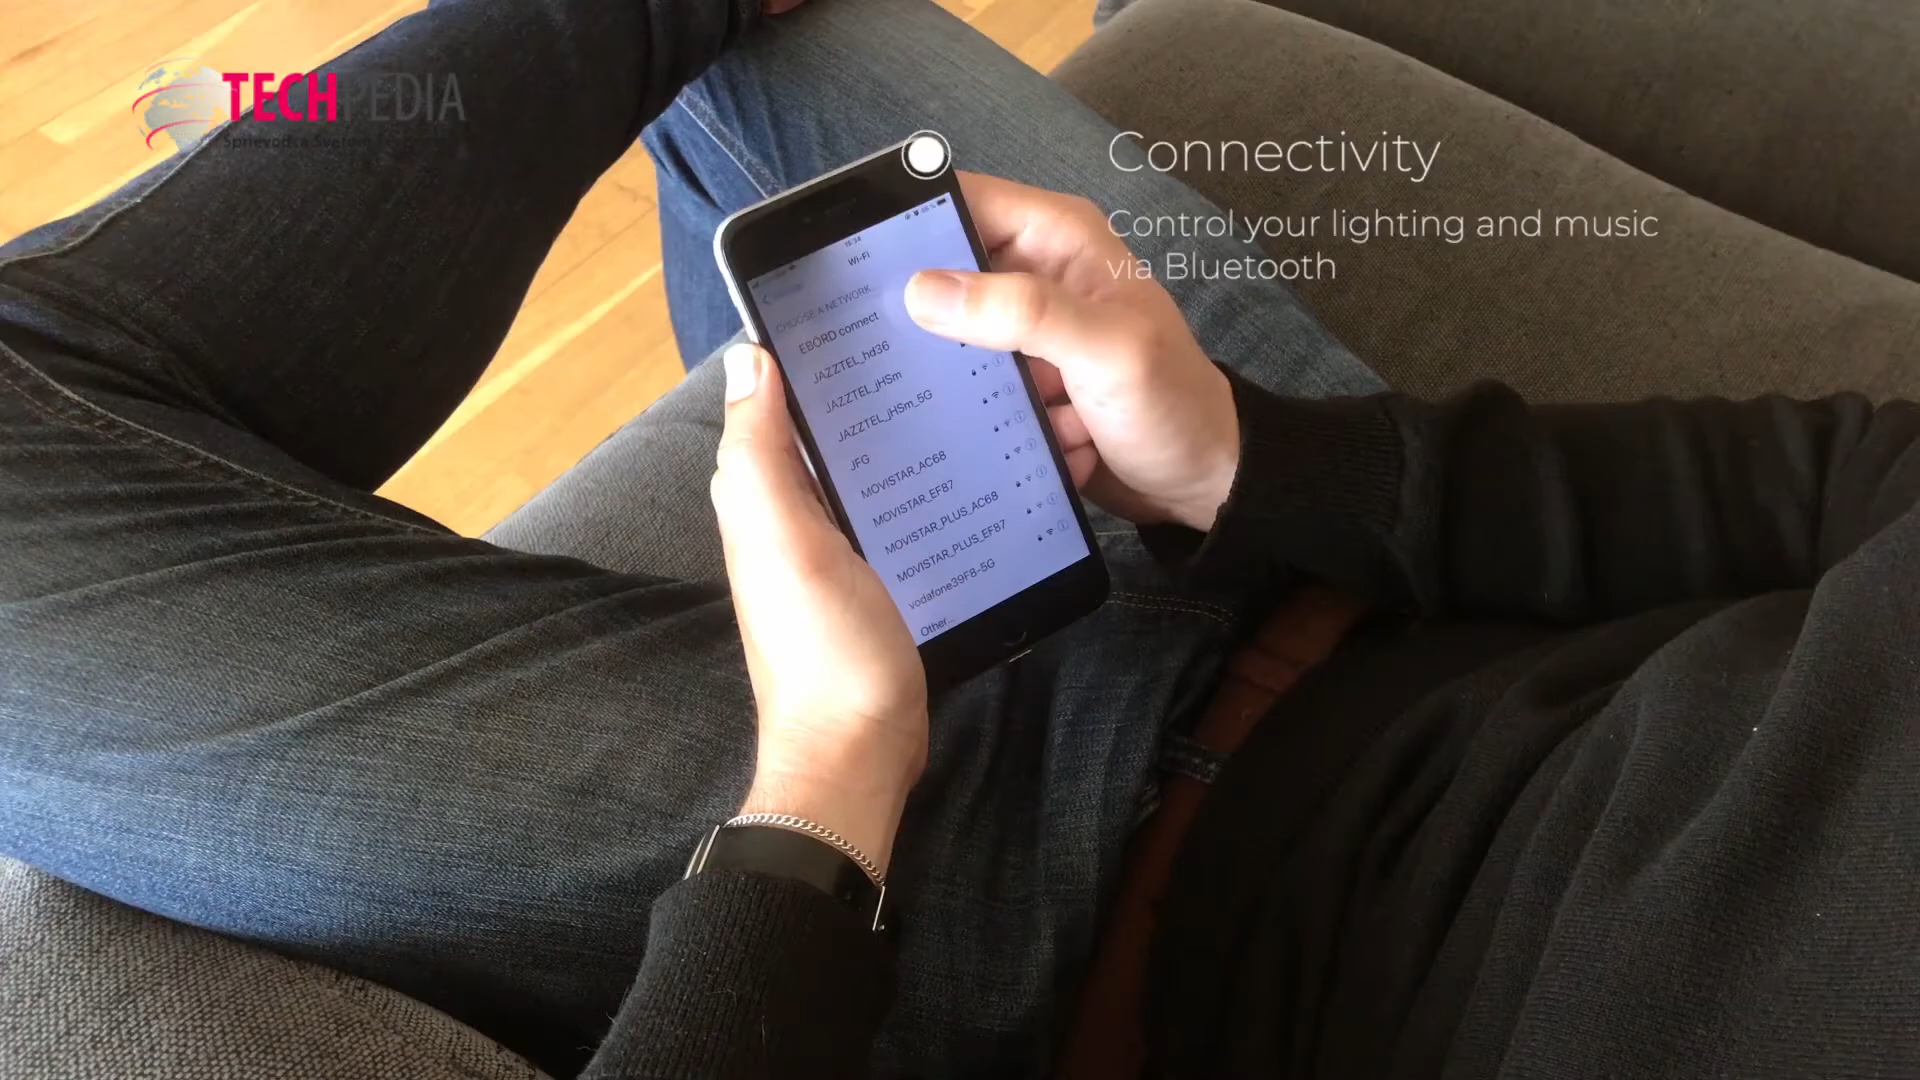 TECHPEDIA
Connectivity
Control your lighting and music
via Bluetooth
Wi-Fi
CHOOSE A NETWORK...
EBORD connect
JAZZTEL_hd36
JAZZTEL_jHSm
JAZZTEL_jHSm_5G
JFG
MOVISTAR_AC68
MOVISTAR_EF87
MOVISTAR_PLUS_AC68
MOVISTAR_PLUS_EF87
vodafone39F8-5G
Other...